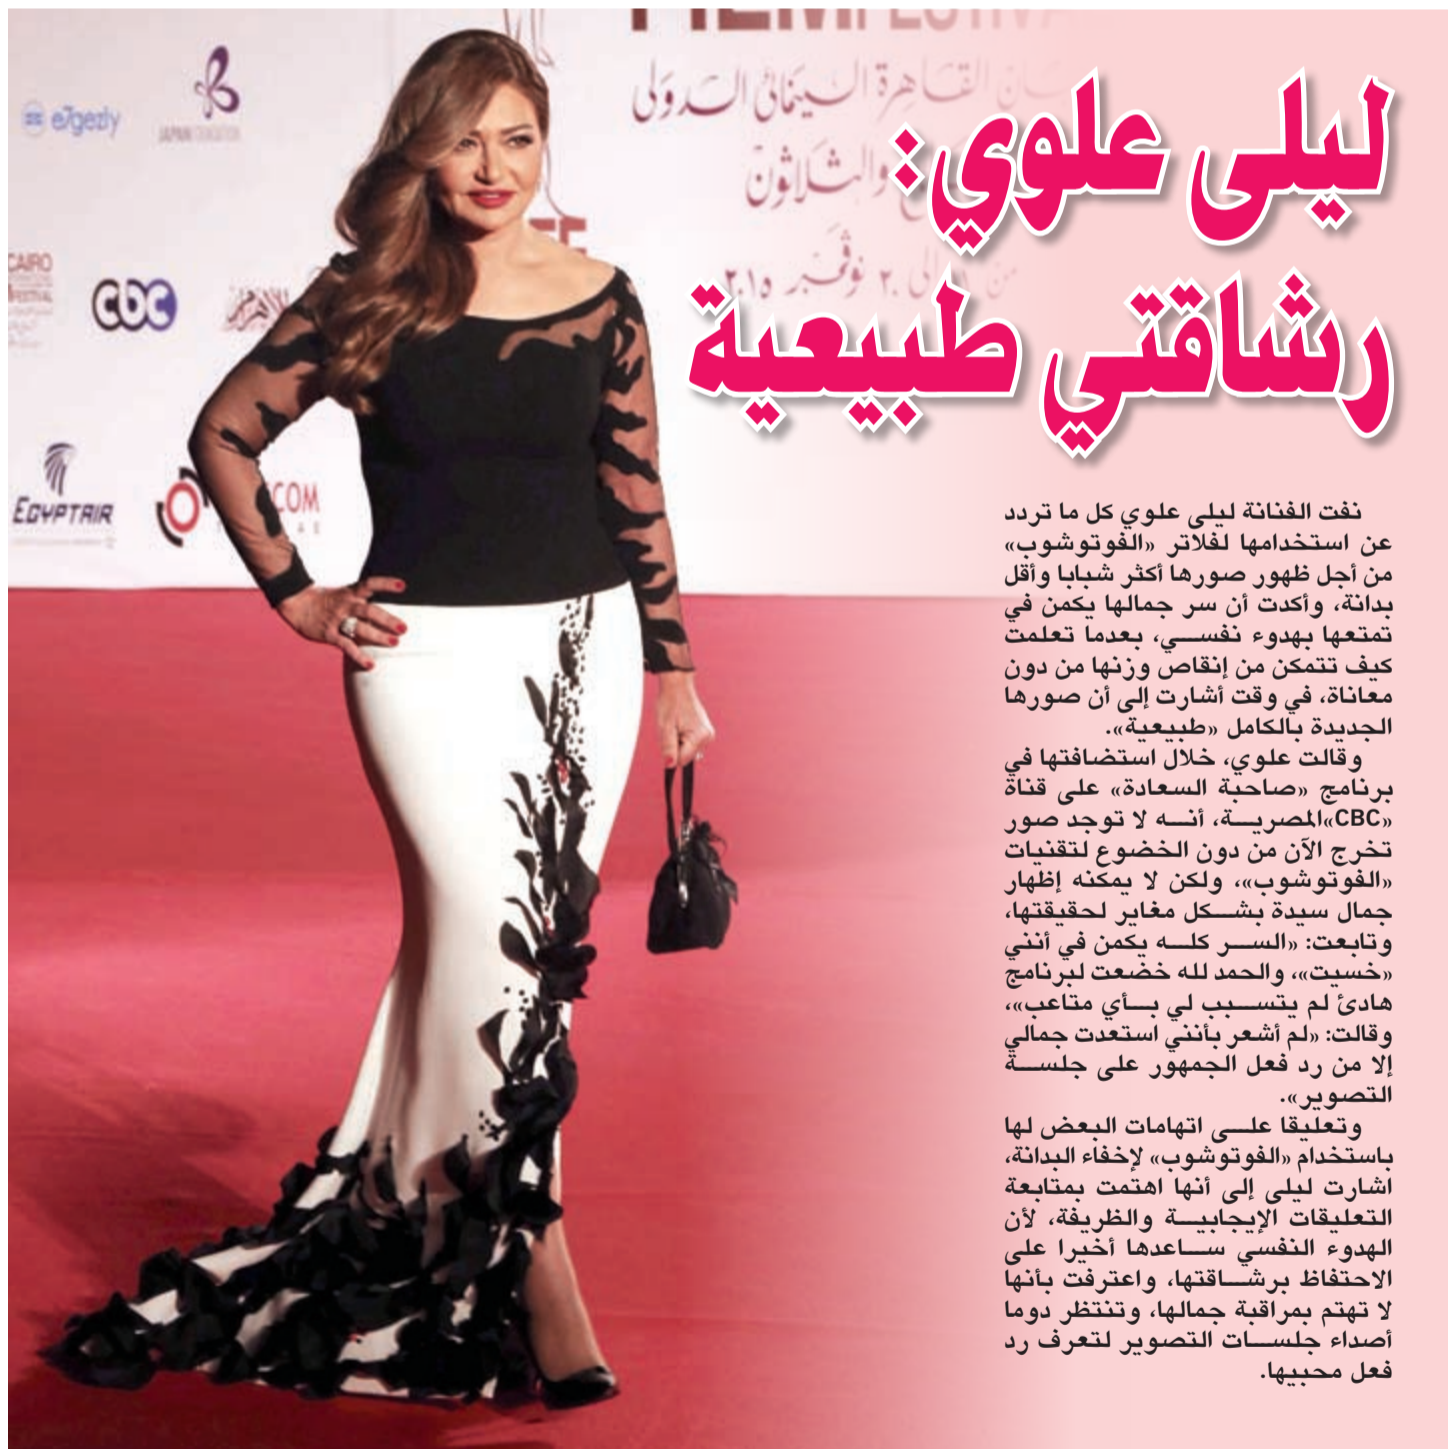 ليلى علوي:
رشاقتي طبيعية
نفت الفنانة ليلى علوي كل ما تردد
عن استخدامها لفلاتر «الفوتوشوب»
من أجل ظهور صورها أكثر شبابا وأقل
بدانة، وأكدت أن سر جمالها يكمن في
تمتعها بهدوء نفسي، بعدما تعلمت
كيف تتمكن من إنقاص وزنها من دون
معاناة، في وقت أشارت إلى أن صورها
الجديدة بالكامل «طبيعية».
وقالت علوي، خلال استضافتها في
برنامج «صاحبة السعادة» على قناة
«CBC»المصرية، أنه لا توجد صور
تخرج الآن من دون الخضوع لتقنيات
«الفوتوشوب»، ولكن لا يمكنه إظهار
جمال سيدة بشكل مغاير لحقيقتها،
وتابعت: «السر كله يكمن في أنني
«خسيت»، والحمد لله خضعت لبرنامج
هادئ لم يتسبب لي بأي متاعب»،
وقالت: «لم أشعر بأنني استعدت جمالي
إلا من رد فعل الجمهور على جلسة
التصوير».
وتعليقا على اتهامات البعض لها
باستخدام «الفوتوشوب» لإخفاء البدانة،
اشارت ليلى إلى أنها اهتمت بمتابعة
التعليقات الإيجابية والظريفة، لأن
الهدوء النفسي ساعدها أخيرا على
الاحتفاظ برشاقتها، واعترفت بأنها
لا تهتم بمراقبة جمالها، وتنتظر دوما
أصداء جلسات التصوير لتعرف رد
فعل محبيها.
القاهرة السينمائى الدولى
والثلاثون
٢٠ نوفمبر ٢٠١٥
e7gezly
CAIRO
FESTIVAL
cbc
الأهرام
EGYPTAIR
COM